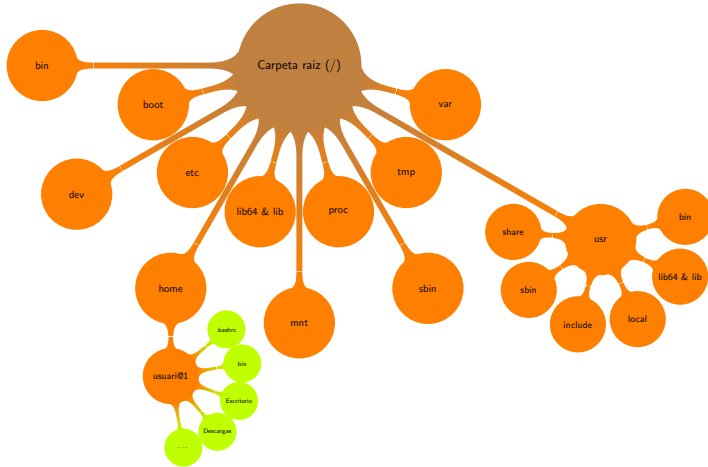 Carpeta raiz (/)
bin
boot
var
etc
tmp
dev
lib64 & lib
proc
bin
share
usr
lib64 & lib
home
sbin
sbin
mnt
include
local
.bashrc
bin
usuari@1
Escritorio
Descargas
...